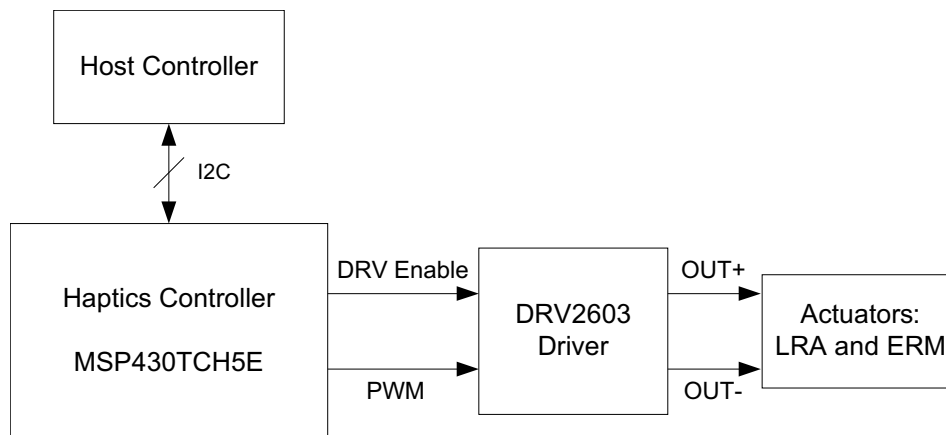 Host Controller
I2C
Haptics Controller
MSP430TCH5E
DRV Enable
PWM
DRV2603
Driver
OUT+
OUT-
Actuators:
LRA and ERM